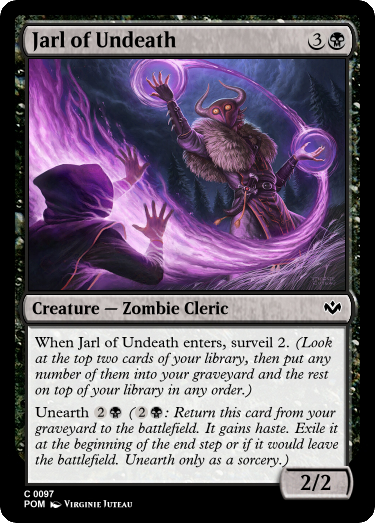 Jarl of Undeath 3
Creature — Zombie Cleric
When Jarl of Undeath enters, surveil 2. (Look
at the top two cards of your library, then put any
number of them into your graveyard and the rest
on top of your library in any order.)
Unearth 2 (2: Return this card from your
graveyard to the battlefield. It gains haste. Exile it
at the beginning of the end step or if it would leave
the battlefield. Unearth only as a sorcery.)
2/2
C 0097
POM Virginie Juteau